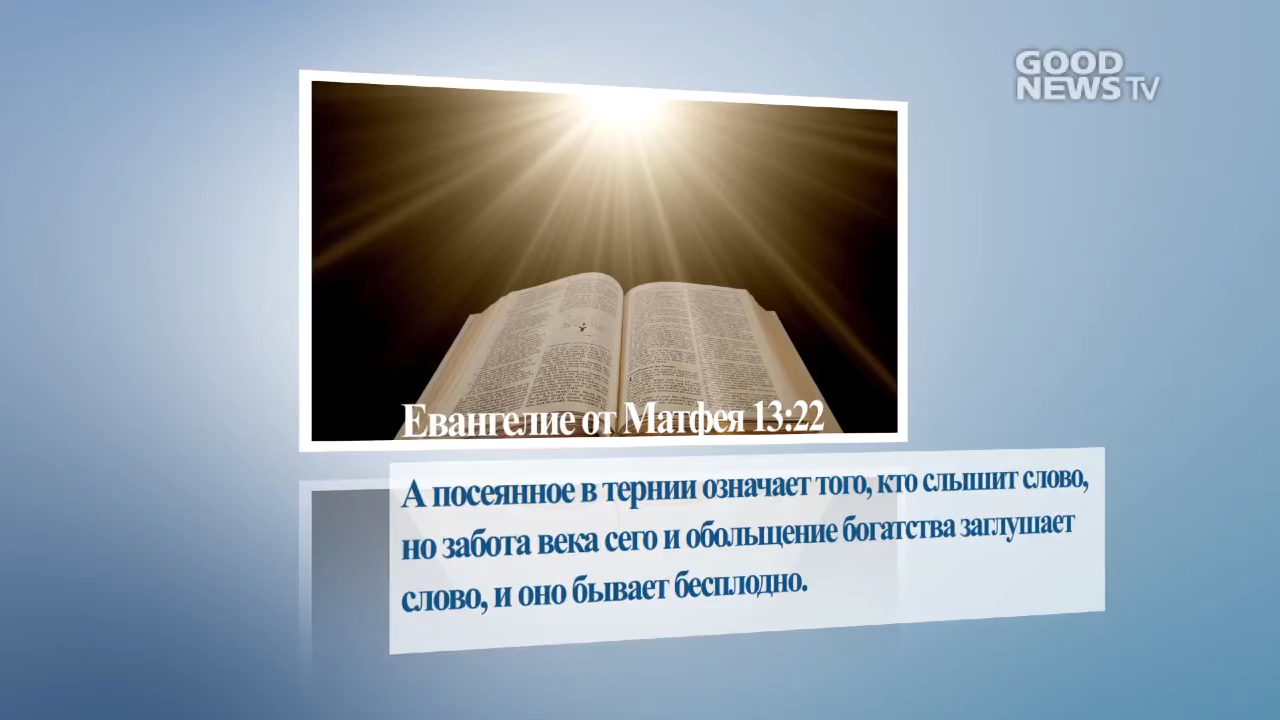 GOOD
NEWS TV
Евангелие от Матфея 13:22
А посеянное в тернии означает того, кто слышит слово,
но забота века сего и обольщение богатства заглушает
слово, и оно бывает бесплодно.